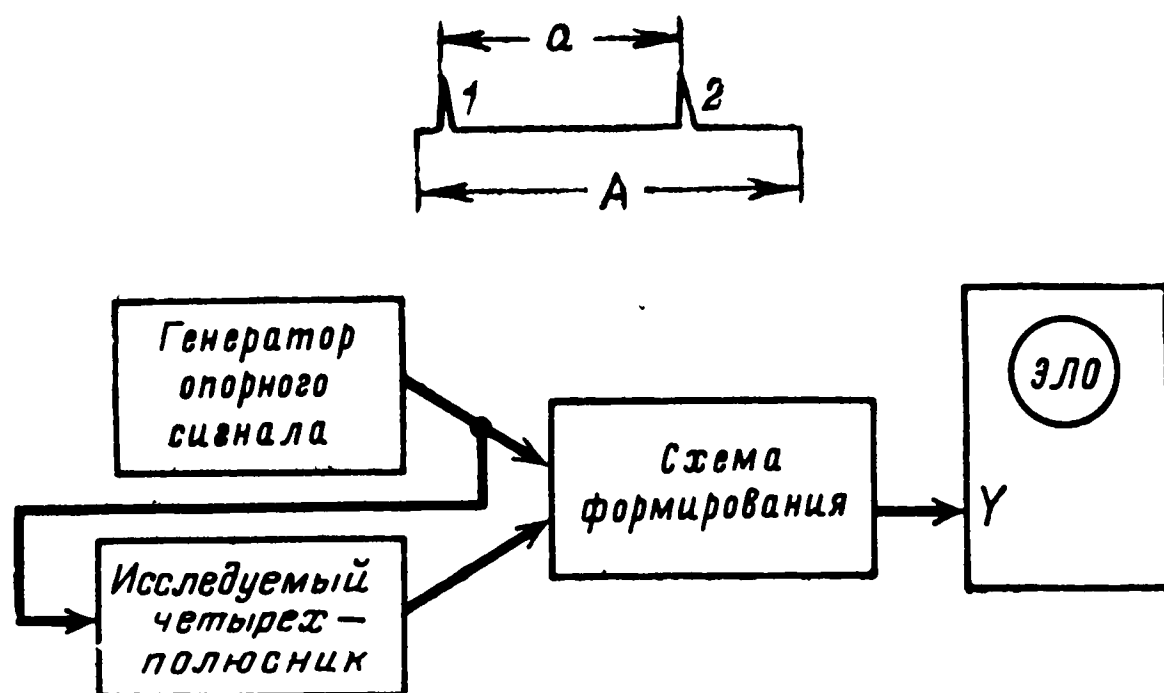 a
1
2
A
Генератор
опорного
сигнала
Схема
формирования
ЭЛО
Y
Исследуемый
четырех —
полюсник